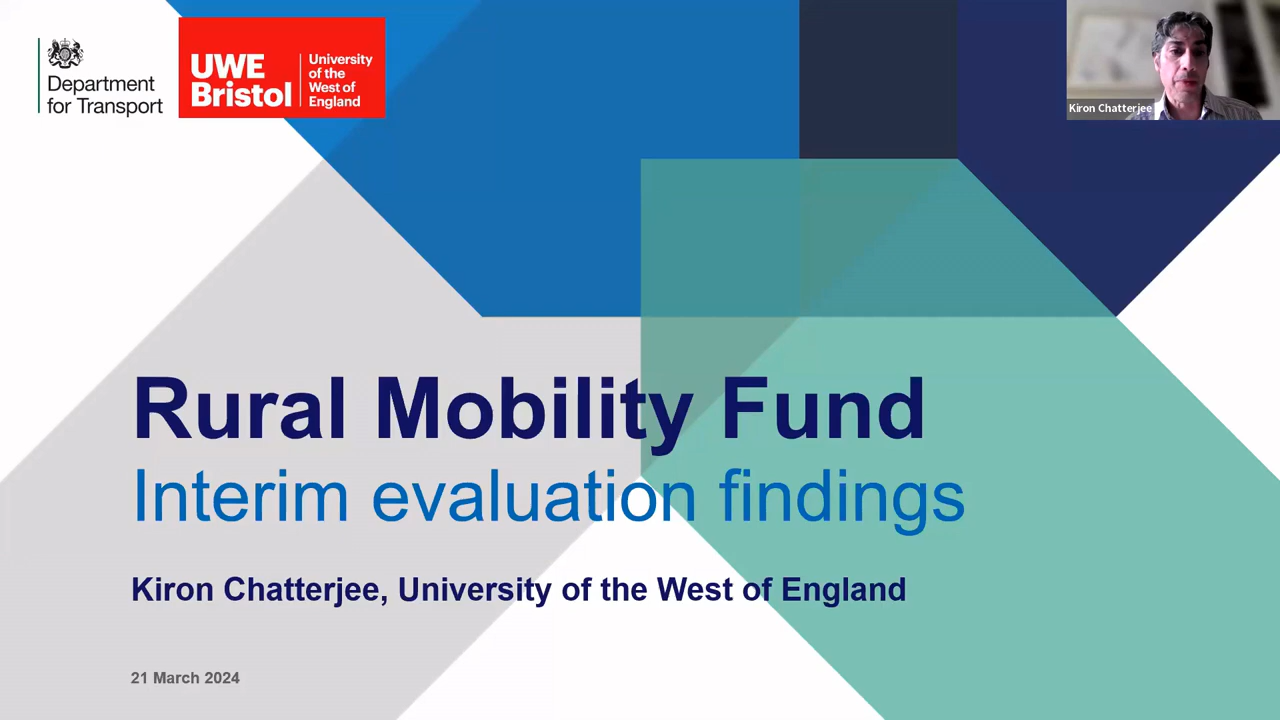 Department
for Transport
UWE
Bristol
University
of the
West of
England
Kiron Chatterjee
Rural Mobility Fund
Interim evaluation findings
Kiron Chatterjee, University of the West of England
21 March 2024